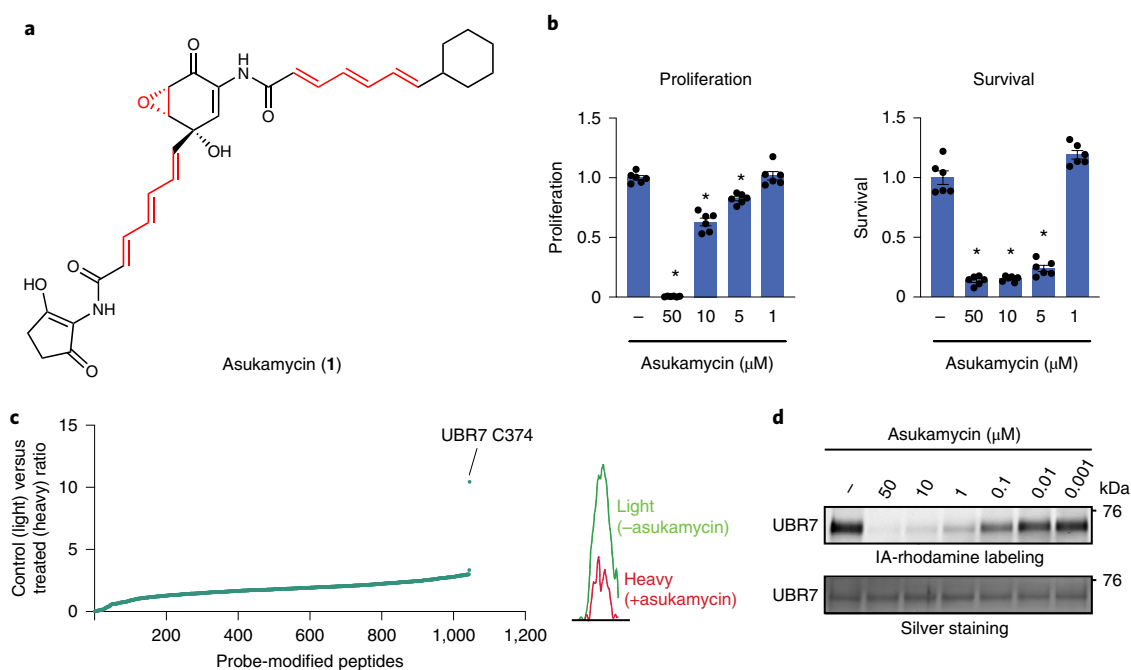 a
O
H
N
O
O
OH
O
HO
NH
O
Asukamycin (1)
b
Proliferation
Proliferation
1.5
1.0
0.5
0
*
*
*
– 50 10 5 1
Asukamycin (μM)
Survival
Survival
1.5
1.0
0.5
0
*
*
*
– 50 10 5 1
Asukamycin (μM)
c
Control (light) versus
treated (heavy) ratio
15
10
5
0
UBR7 C374
200 400 600 800 1,000 1,200
Probe-modified peptides
Light
(–asukamycin)
Heavy
(+asukamycin)
d
Asukamycin (μM)
– 50 10 1 0.1 0.01 0.001
kDa
UBR7
76
IA-rhodamine labeling
UBR7
76
Silver staining